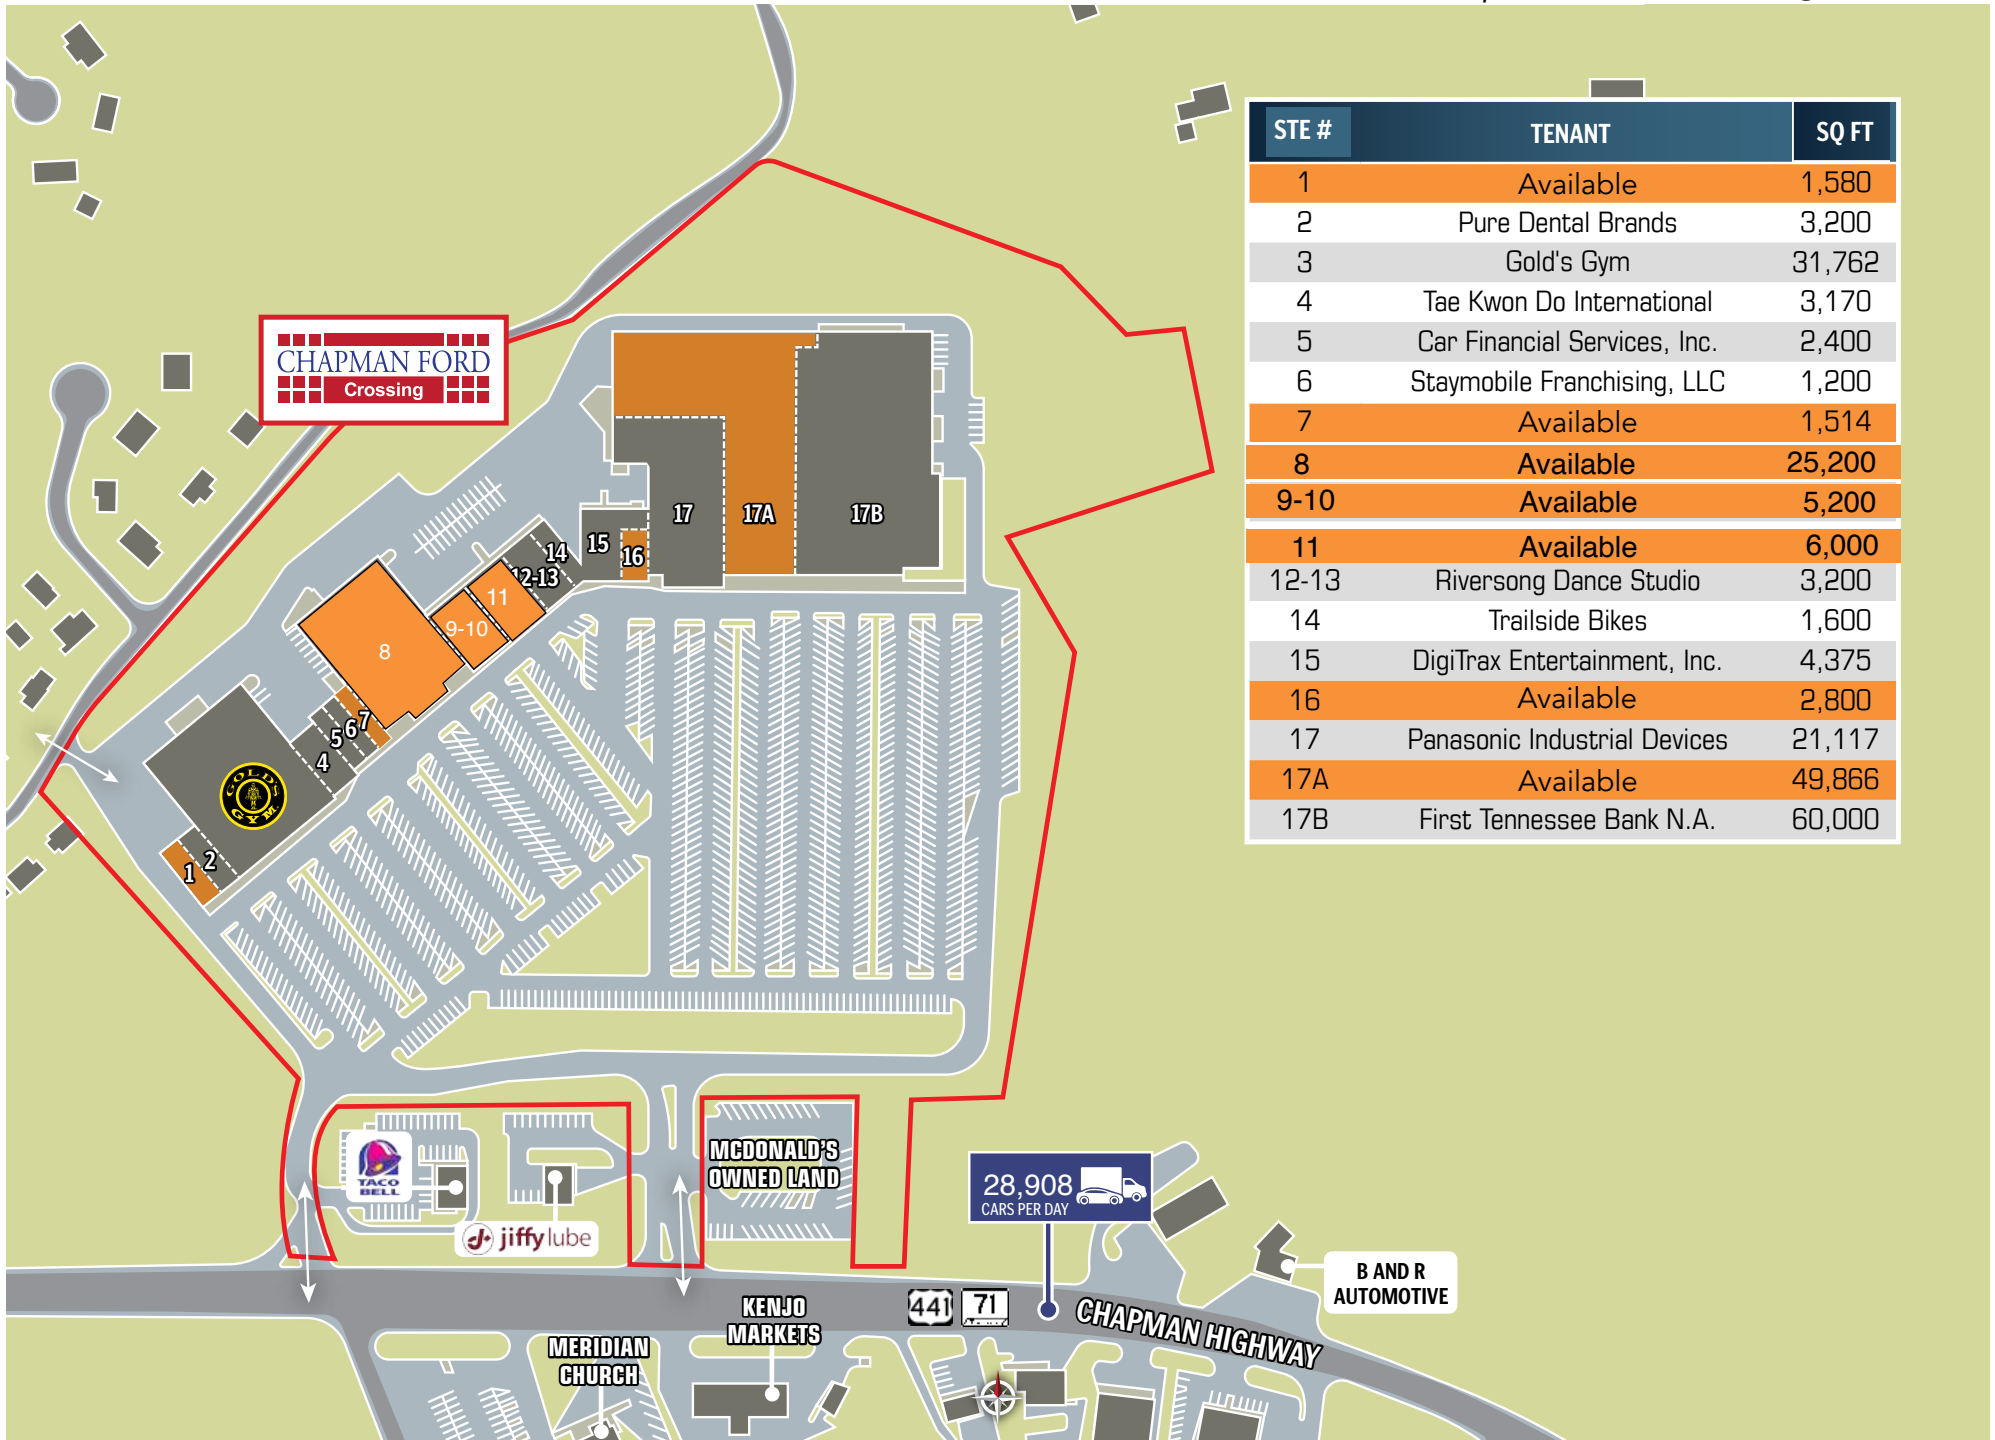 STE # TENANT SQ FT
1 Available 1,580
2 Pure Dental Brands 3,200
3 Gold's Gym 31,762
4 Tae Kwon Do International 3,170
5 Car Financial Services, Inc. 2,400
6 Staymobile Franchising, LLC 1,200
7 Available 1,514
8 Available 25,200
9-10 Available 5,200
11 Available 6,000
12-13 Riversong Dance Studio 3,200
14 Trailside Bikes 1,600
15 DigiTrax Entertainment, Inc. 4,375
16 Available 2,800
17 Panasonic Industrial Devices 21,117
17A Available 49,866
17B First Tennessee Bank N.A. 60,000
CHAPMAN FORD
Crossing
17
17A
17B
15
16
14
12-13
11
9-10
8
7
6
5
4
GOLD'S
GYM
2
1
TACO
BELL
jiffy lube
MCDONALD'S
OWNED LAND
28,908
CARS PER DAY
B AND R
AUTOMOTIVE
441
71
CHAPMAN HIGHWAY
KENJO
MARKETS
MERIDIAN
CHURCH